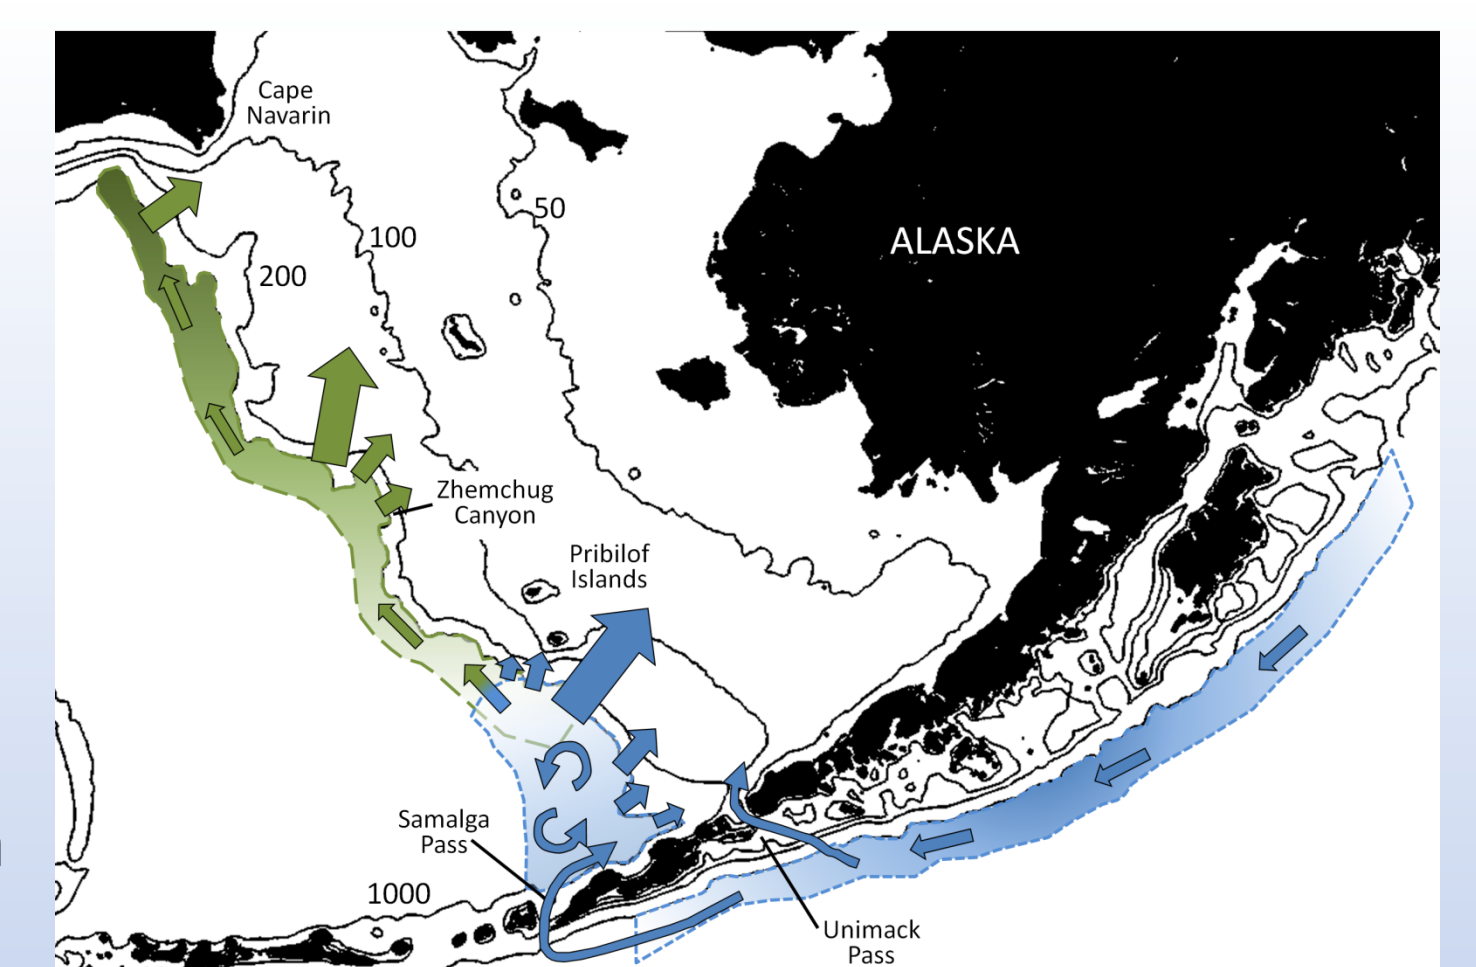 Cape
Navarin
50
100
ALASKA
200
Zhemchug
Canyon
Pribilof
Islands
Samalga
Pass
1000
Unimack
Pass